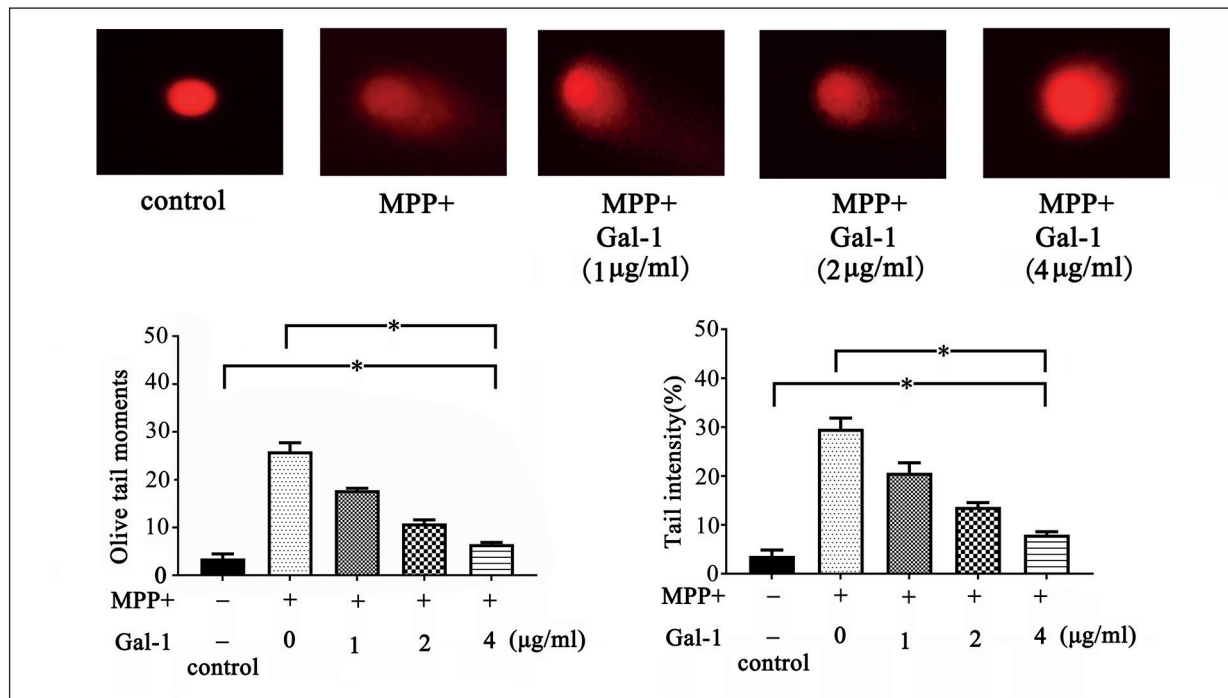 control
MPP+
MPP+
Gal-1
(1μg/ml)
MPP+
Gal-1
(2μg/ml)
MPP+
Gal-1
(4μg/ml)
Olive tail moments
50
40
30
20
10
0
*
*
MPP+ – + + + +
Gal-1 – 0 1 2 4 (μg/ml)
control
Tail intensity(%)
50
40
30
20
10
0
*
*
MPP+ – + + + +
Gal-1 – 0 1 2 4 (μg/ml)
control